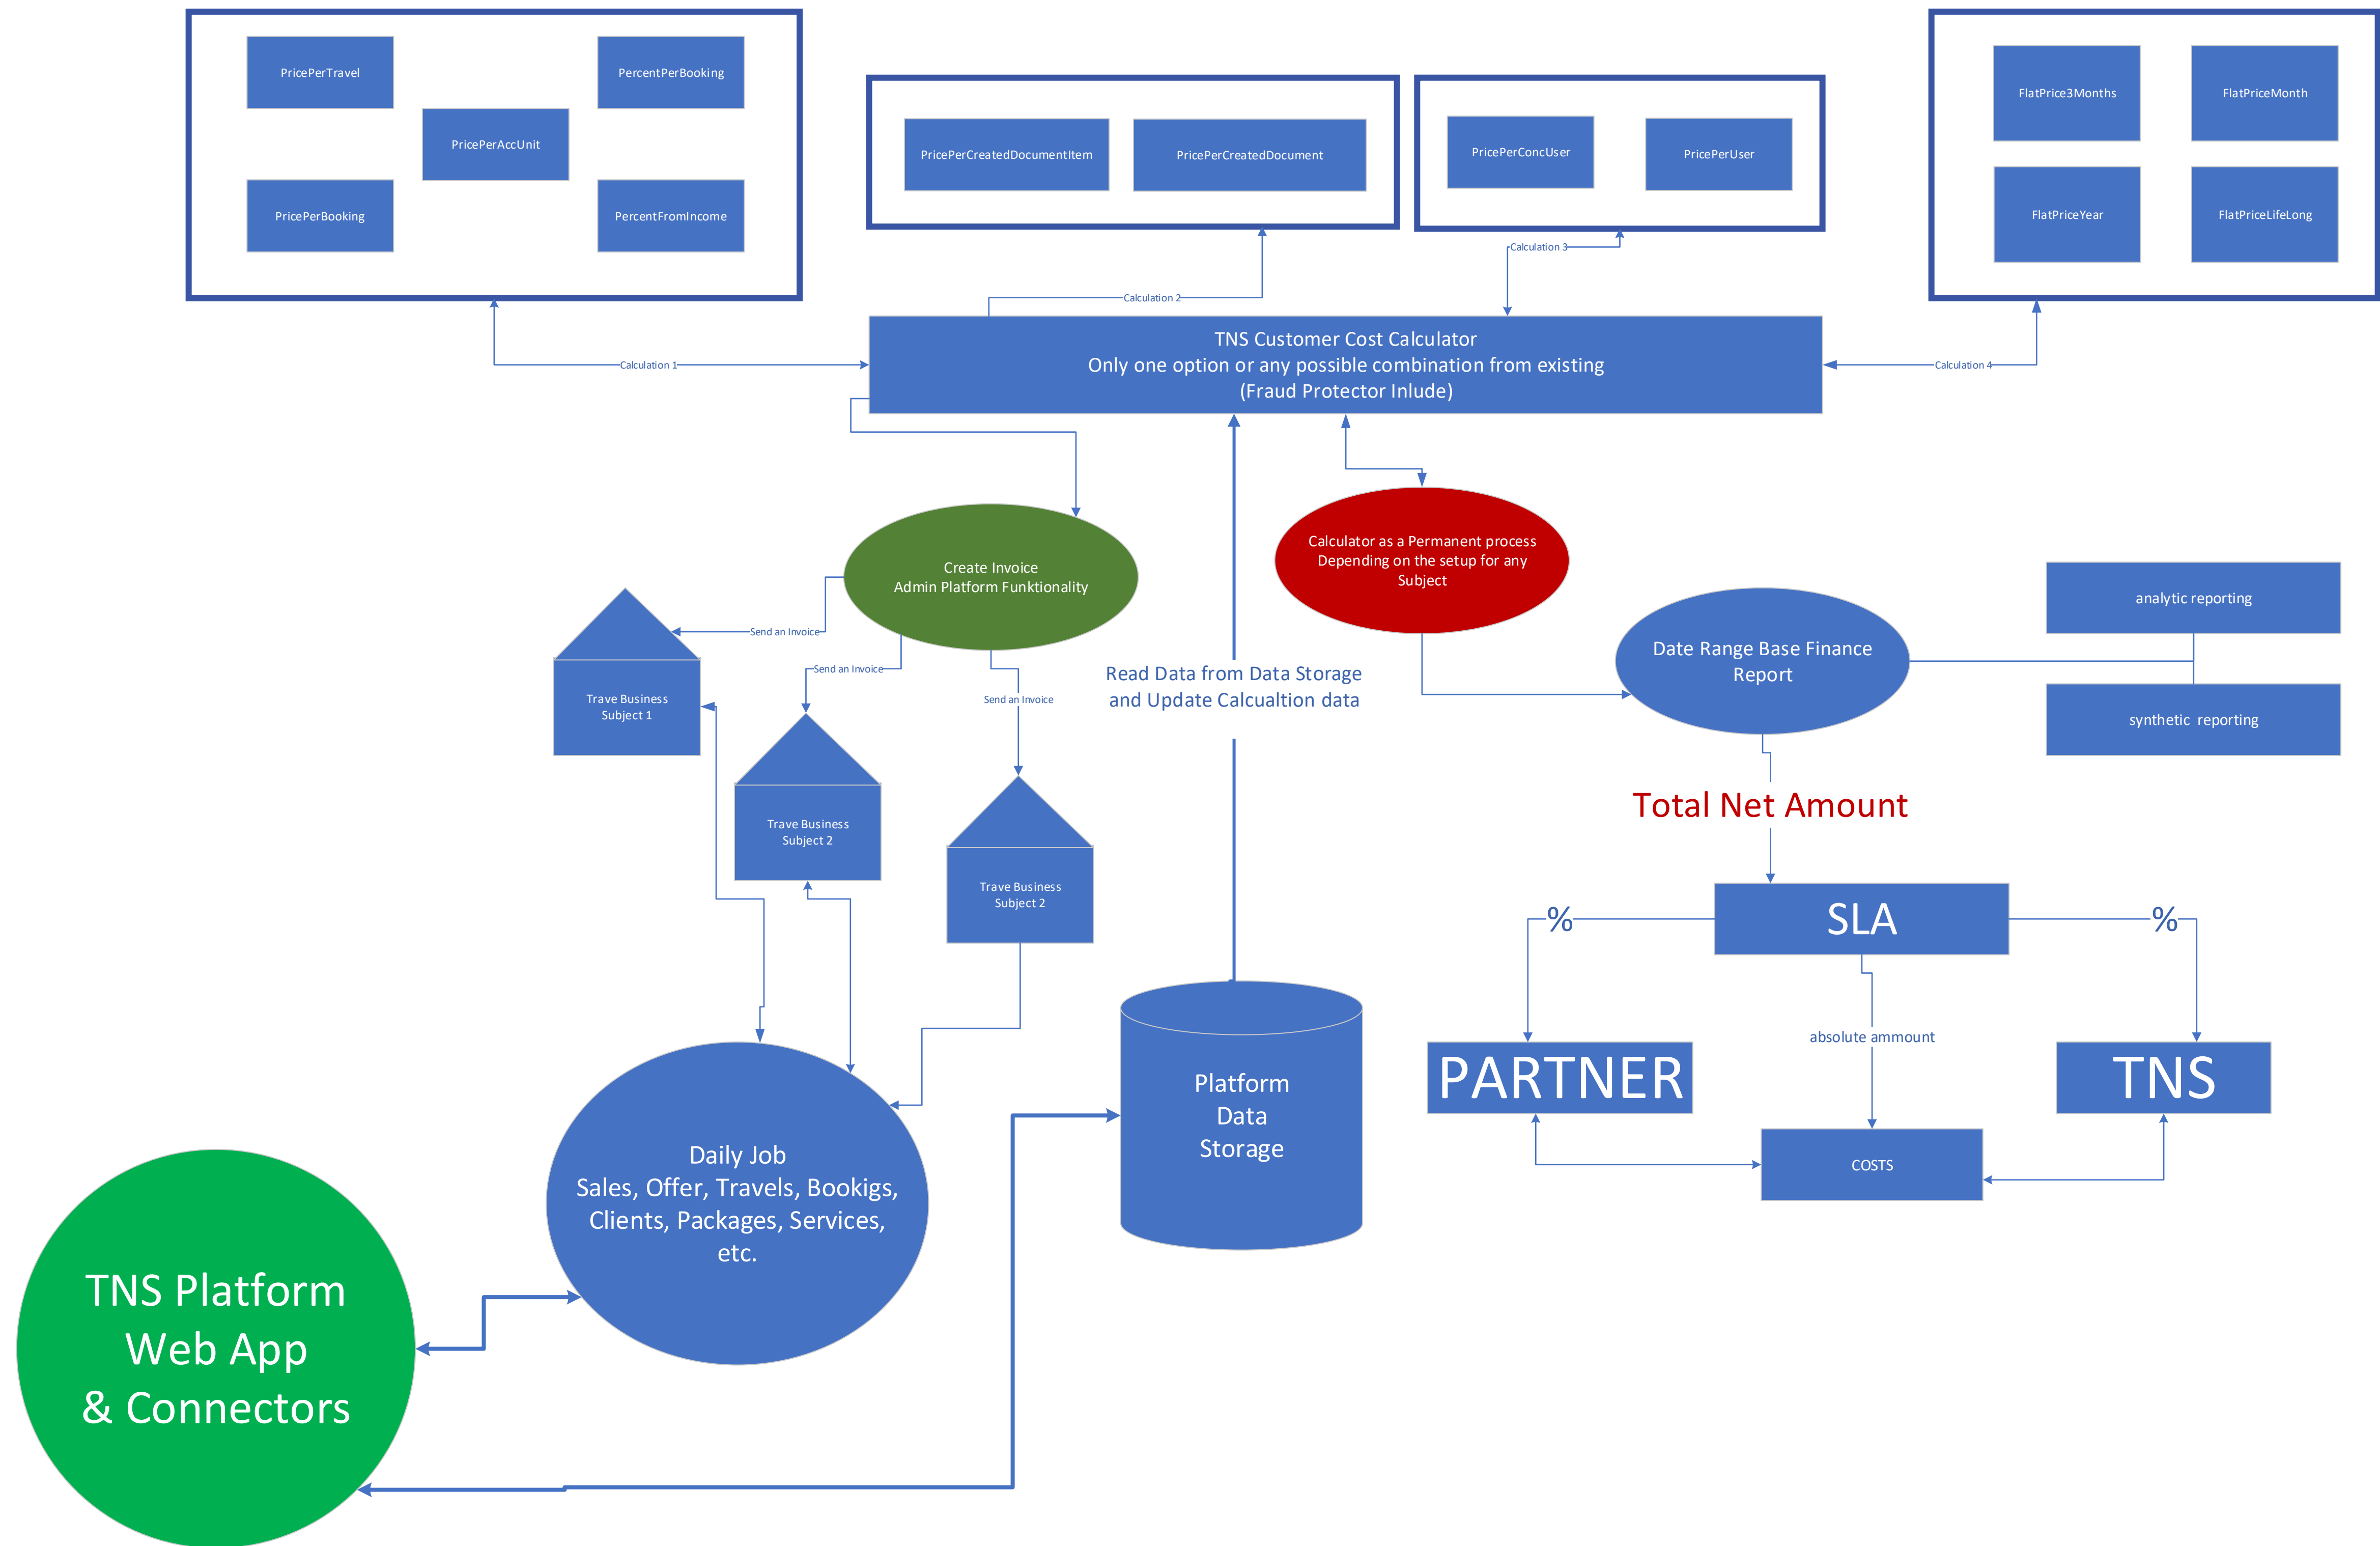 PricePerTravel
PercentPerBooking
PricePerAccUnit
PricePerBooking
PercentFromIncome
PricePerCreatedDocumentItem
PricePerCreatedDocument
PricePerConcUser
PricePerUser
FlatPrice3Months
FlatPriceMonth
FlatPriceYear
FlatPriceLifeLong
Calculation 1
Calculation 2
Calculation 3
Calculation 4
TNS Customer Cost Calculator
Only one option or any possible combination from existing
(Fraud Protector Inlude)
Create Invoice
Admin Platform Funktionality
Calculator as a Permanent process
Depending on the setup for any
Subject
Send an Invoice
Send an Invoice
Send an Invoice
Trave Business
Subject 1
Trave Business
Subject 2
Trave Business
Subject 2
Read Data from Data Storage
and Update Calcualtion data
Date Range Base Finance
Report
analytic reporting
synthetic  reporting
Total Net Amount
SLA
%
%
absolute ammount
PARTNER
TNS
COSTS
Platform
Data
Storage
Daily Job
Sales, Offer, Travels, Bookigs,
Clients, Packages, Services,
etc.
TNS Platform
Web App
& Connectors